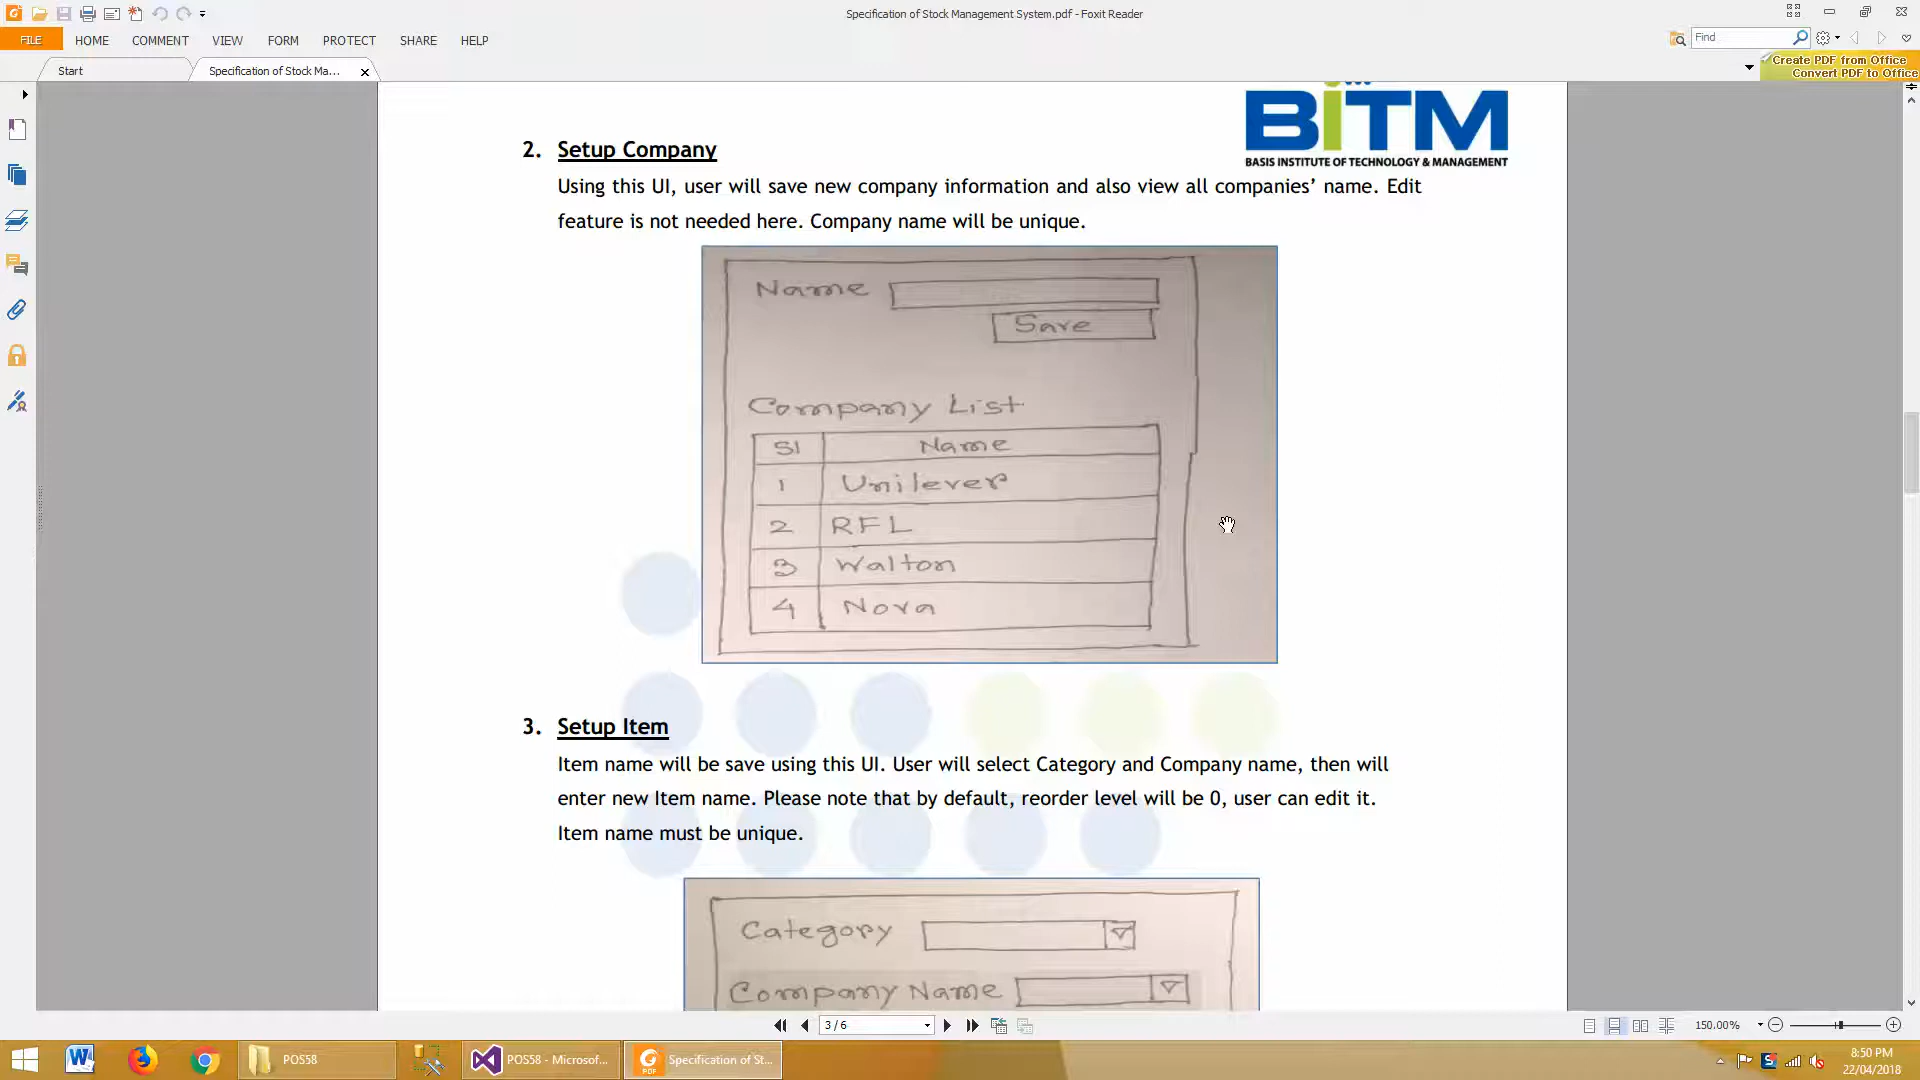 Specification of Stock Management System.pdf - Foxit Reader
FILE HOME COMMENT VIEW FORM PROTECT SHARE HELP
Find
Start
Specification of Stock Ma...
Create PDF from Office
Convert PDF to Office
BiTM
BASIS INSTITUTE OF TECHNOLOGY & MANAGEMENT
2. Setup Company
Using this UI, user will save new company information and also view all companies’ name. Edit
feature is not needed here. Company name will be unique.
Name
Save
Company List
Sl Name
1 Unilever
2 RFL
3 Walton
4 Nova
3. Setup Item
Item name will be save using this UI. User will select Category and Company name, then will
enter new Item name. Please note that by default, reorder level will be 0, user can edit it.
Item name must be unique.
Category
Company Name
3 / 6
150.00%
POS58
POS58 - Microsof...
Specification of St...
8:50 PM
22/04/2018